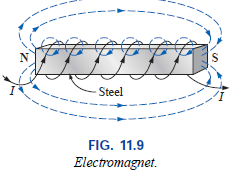 N S
I Steel I
FIG. 11.9
Electromagnet.